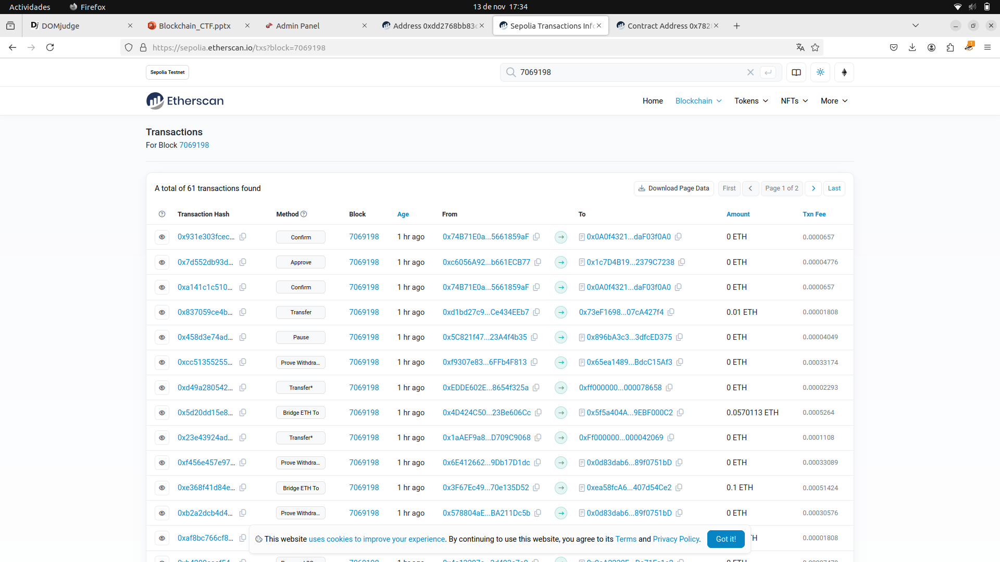 Actividades Firefox 13 de nov 17:34
DOMjudge Blockchain_CTF.pptx Admin Panel Address 0xdd2768bb83 Sepolia Transactions Info Contract Address 0x782
https://sepolia.etherscan.io/txs?block=7069198 1
Sepolia Testnet 7069198
Etherscan Home Blockchain Tokens NFTs More
Transactions
For Block 7069198
A total of 61 transactions found Download Page Data First Page 1 of 2 Last
Transaction Hash Method Block Age From To Amount Txn Fee
0x931e303fcec... Confirm 7069198 1 hr ago 0x74B71E0a...5661859aF 0x0A0f4321...daF03f0A0 0 ETH 0.0000657
0x7d552db93d... Approve 7069198 1 hr ago 0xc6056A92...b661ECB77 0x1c7D4B19...2379C7238 0 ETH 0.00004776
0xa141c1c510... Confirm 7069198 1 hr ago 0x74B71E0a...5661859aF 0x0A0f4321...daF03f0A0 0 ETH 0.0000657
0x837059ce4b... Transfer 7069198 1 hr ago 0xd1bd27c9...Ce434EEb7 0x73eF1698...07cA427f4 0.01 ETH 0.00001808
0x458d3e74ad... Pause 7069198 1 hr ago 0x5C821f47...23A4f4b35 0x896bA3c3...3dfcED375 0 ETH 0.00004049
0xcc51355255... Prove Withdra... 7069198 1 hr ago 0xf9307e83...6FFb4F813 0x65ea1489...BdcC15Af3 0 ETH 0.00033174
0xd49a280542... Transfer* 7069198 1 hr ago 0xEDDE602E...8654f325a 0xff000000...000078658 0 ETH 0.00002293
0x5d20dd15e8... Bridge ETH To 7069198 1 hr ago 0x4D424C50...23Be606Cc 0x5f5a404A...9EBF000C2 0.0570113 ETH 0.0005264
0x23e43924ad... Transfer* 7069198 1 hr ago 0x1aAEF9a8...D709C9068 0xFf000000...000042069 0 ETH 0.0001108
0xf456e457e97... Prove Withdra... 7069198 1 hr ago 0x6E412662...9Db17D1dc 0x0d83dab6...89f0751bD 0 ETH 0.00033089
0xe368f41d84e... Bridge ETH To 7069198 1 hr ago 0x3F67Ec49...70e135D52 0xea58fcA6...407d54Ce2 0.1 ETH 0.00051424
0xb2a2dcb4d4... Prove Withdra... 7069198 1 hr ago 0x578804aE...BA211Dc5b 0x0d83dab6...89f0751bD 0 ETH 0.00030576
0xaf8bc766cf8... 0.00001808
This website uses cookies to improve your experience. By continuing to use this website, you agree to its Terms and Privacy Policy. Got it!